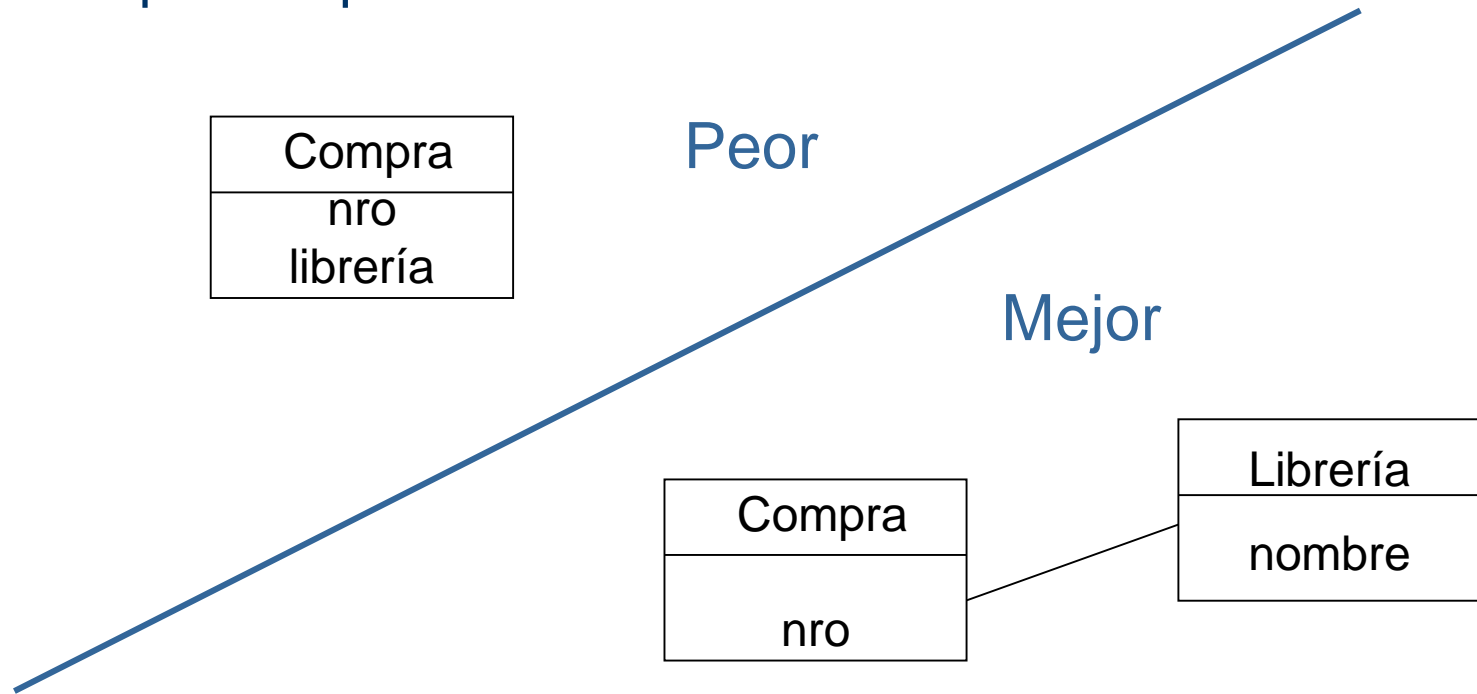 Compra
nro
librería
Peor
Mejor
Compra
nro
Librería
nombre